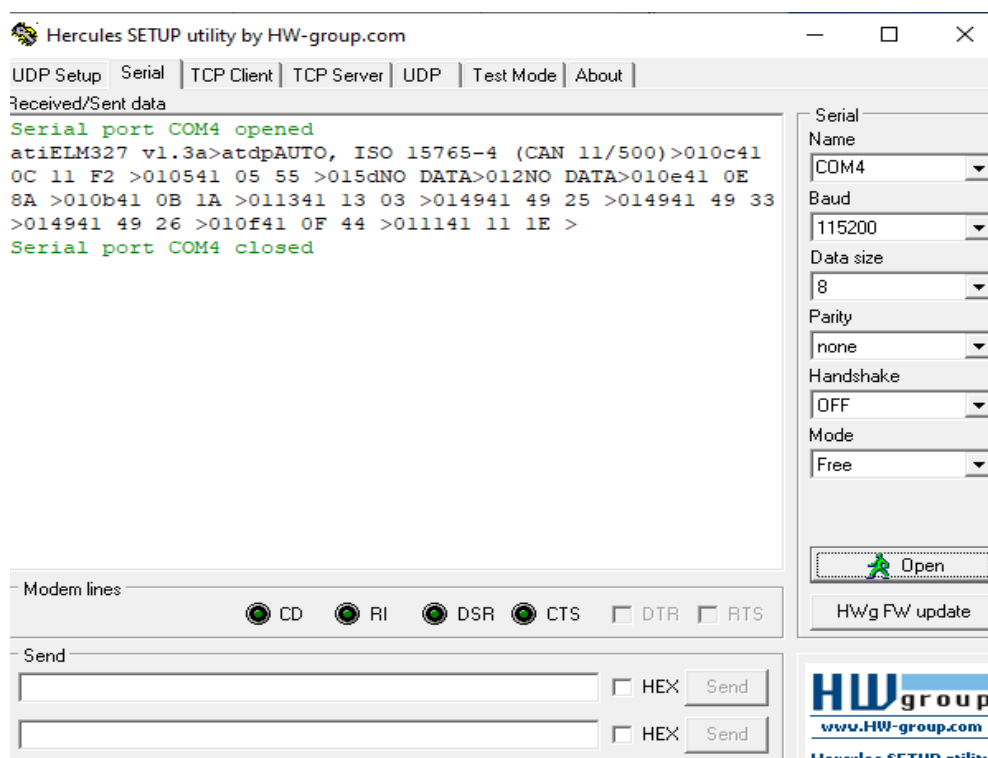 Hercules SETUP utility by HW-group.com
UDP Setup Serial TCP Client TCP Server UDP Test Mode About
Received/Sent data
Serial port COM4 opened
atiELM327 v1.3a>atdpAUTO, ISO 15765-4 (CAN 11/500)>010c41
0C 11 F2 >010541 05 55 >015dNO DATA>012NO DATA>010e41 0E
8A >010b41 0B 1A >011341 13 03 >014941 49 25 >014941 49 33
>014941 49 26 >010f41 0F 44 >011141 11 1E >
Serial port COM4 closed
Serial
Name
COM4
Baud
115200
Data size
8
Parity
none
Handshake
OFF
Mode
Free
Open
HWg FW update
Modem lines
CD RI DSR CTS DTR RTS
Send
HEX Send
HEX Send
HW group
www.HW-group.com
Hercules SETUP utility